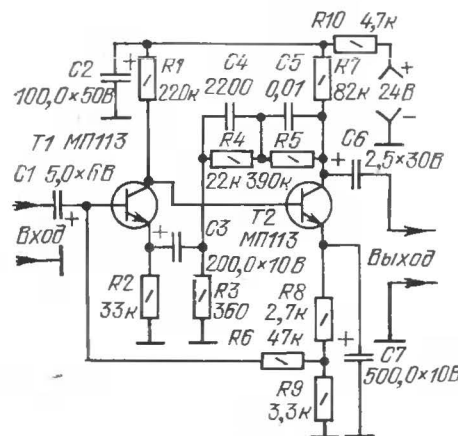 R10 4,7к
C2
100,0×50В
R1
220к
C4
2200
C5
0,01
R7
82к
+
24В
−
T1 МП113
C1 5,0×6В
R4
22к
R5
390к
C6
2,5×30В
T2
МП113
C3
200,0×10В
Вход
Выход
R2
33к
R3
360
R8
2,7к
R6
47к
C7
500,0×10В
R9
3,3к